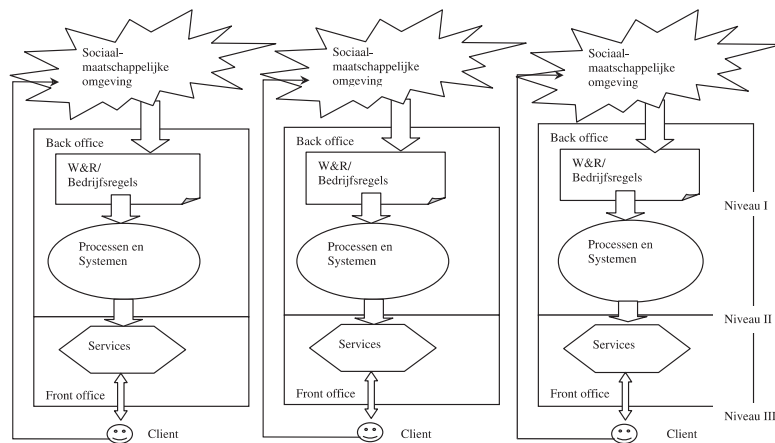 Sociaal-
maatschappelijke
omgeving
Back office
W&R/
Bedrijfsregels
Processen en
Systemen
Services
Front office
Client
Sociaal-
maatschappelijke
omgeving
Back office
W&R/
Bedrijfsregels
Processen en
Systemen
Services
Front office
Client
Sociaal-
maatschappelijke
omgeving
Back office
W&R/
Bedrijfsregels
Processen en
Systemen
Services
Front office
Client
Niveau I
Niveau II
Niveau III